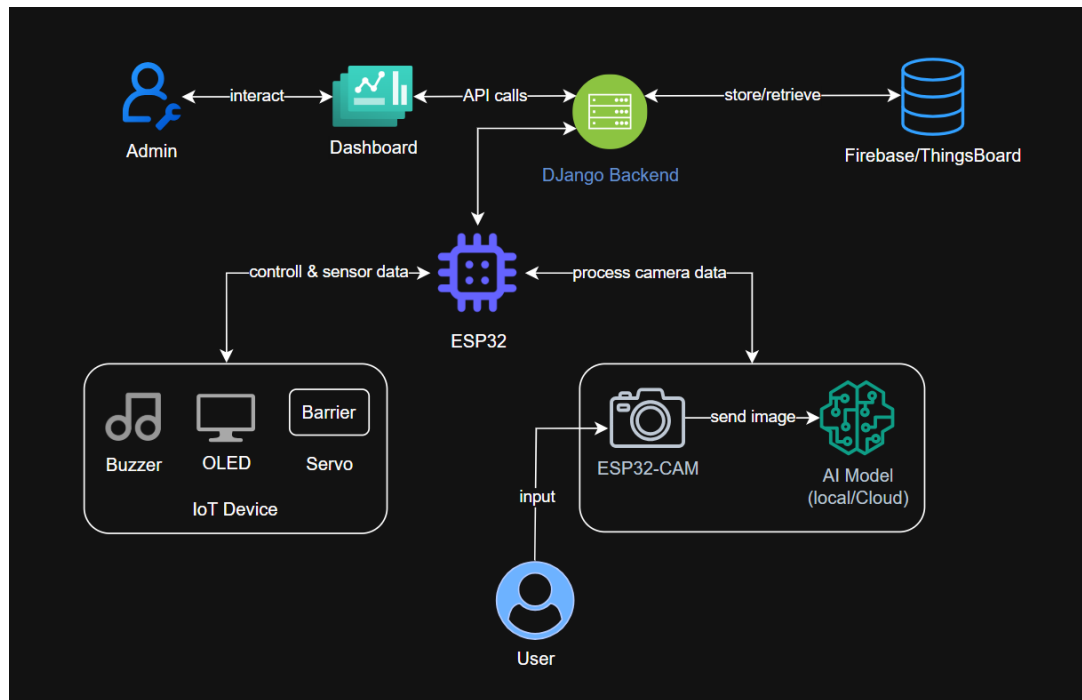 interact
API calls
store/retrieve
Admin
Dashboard
DJango Backend
Firebase/ThingsBoard
controll & sensor data
process camera data
ESP32
Barrier
Buzzer
OLED
Servo
IoT Device
send image
ESP32-CAM
AI Model
(local/Cloud)
input
User